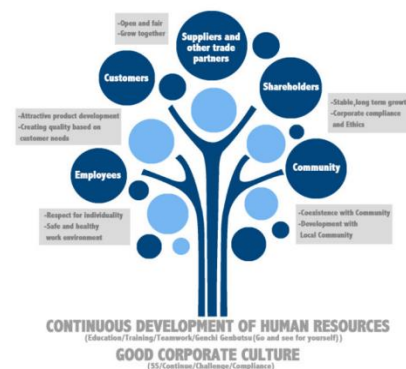 -Open and fair
-Grow together
Suppliers and
other trade
partners
Customers
Shareholders
-Attractive product development
-Creating quality based on
customer needs
-Stable,long term growt
-Corporate compliance
and Ethics
Employees
Community
-Respect for individuality
-Safe and healthy
work environment
-Coexistence with Community
-Development with
Local Community
CONTINUOUS DEVELOPMENT OF HUMAN RESOURCES
(Education/Training/Teamwork/Genchi Genbutsu(Go and see for yourself))
GOOD CORPORATE CULTURE
(5S/Continue/Challenge/Compliance)